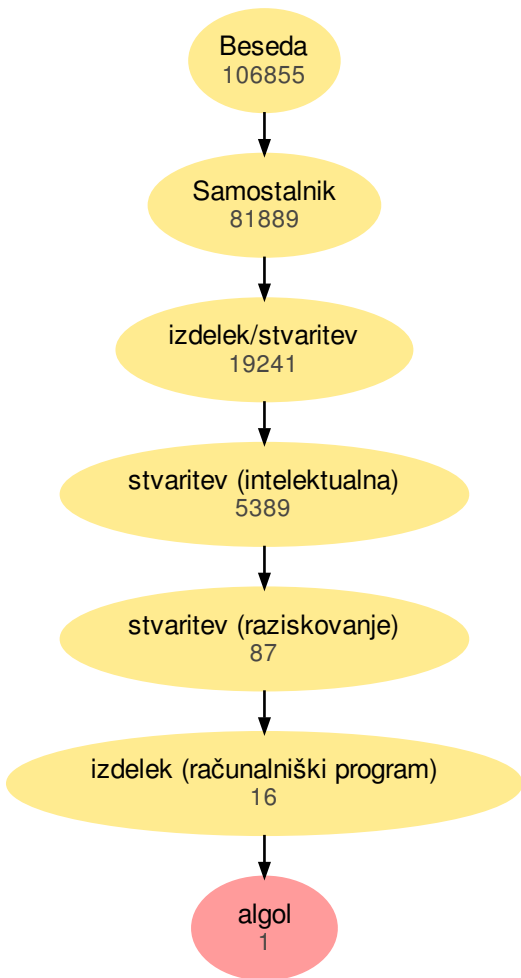 Beseda
106855
Samostalnik
81889
izdelek/stvaritev
19241
stvaritev (intelektualna)
5389
stvaritev (raziskovanje)
87
izdelek (računalniški program)
16
algol
1